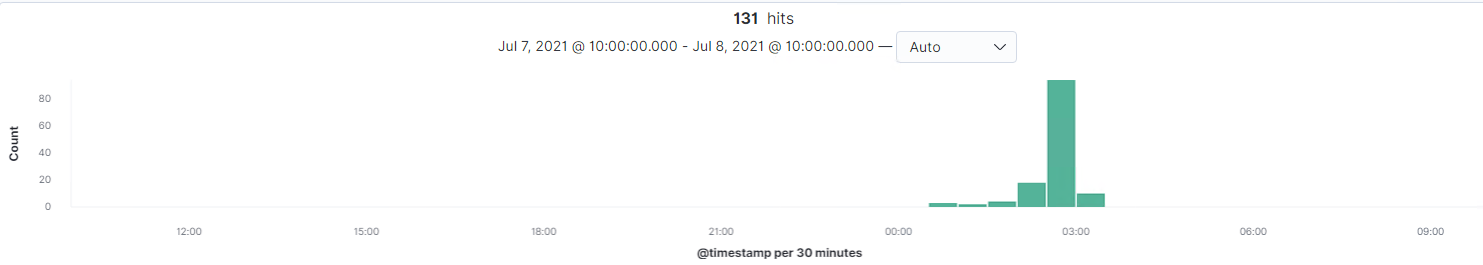 131 hits
Jul 7, 2021 @ 10:00:00.000 - Jul 8, 2021 @ 10:00:00.000 — Auto
Count
80
60
40
20
0
12:00 15:00 18:00 21:00 00:00 03:00 06:00 09:00
@timestamp per 30 minutes